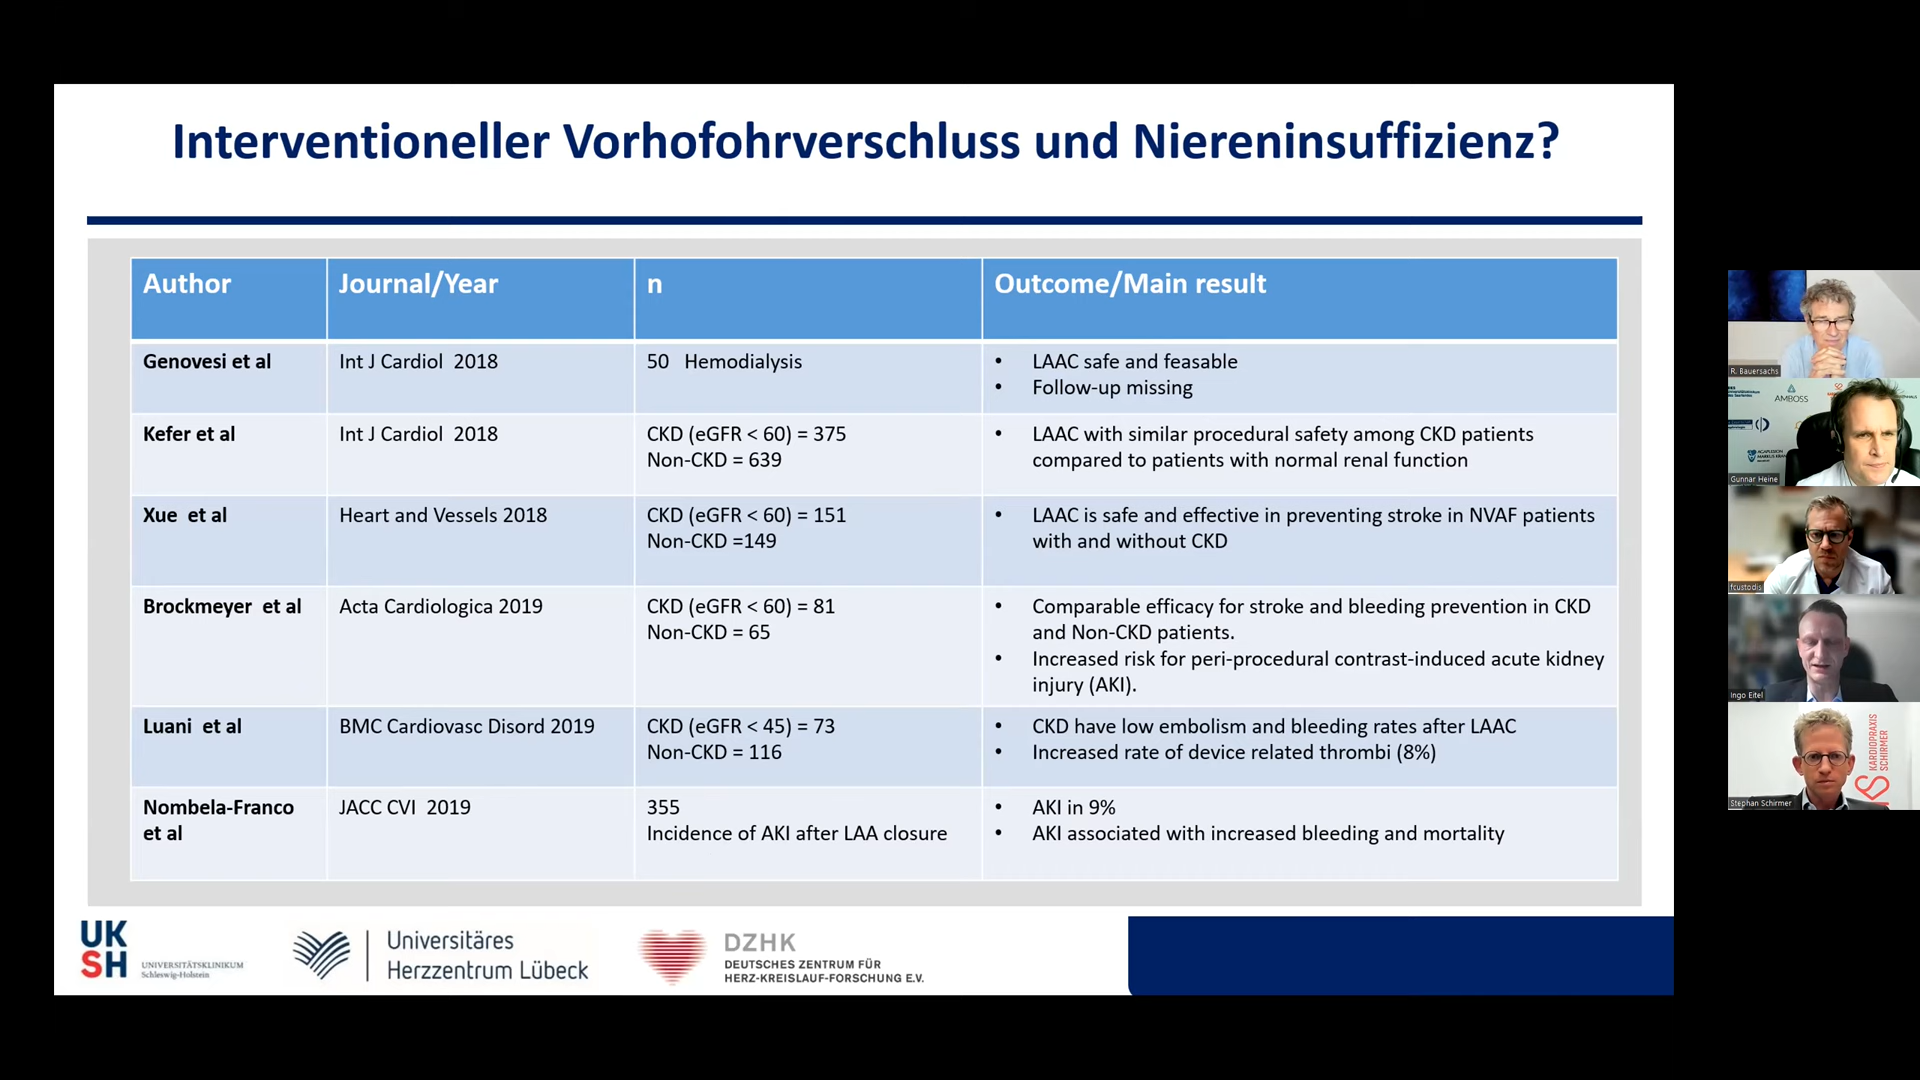 Interventioneller Vorhofohrverschluss und Niereninsuffizienz?
Author
Journal/Year
n
Outcome/Main result
Genovesi et al
Int J Cardiol 2018
50 Hemodialysis
• LAAC safe and feasable
• Follow-up missing
Kefer et al
Int J Cardiol 2018
CKD (eGFR < 60) = 375
Non-CKD = 639
• LAAC with similar procedural safety among CKD patients
compared to patients with normal renal function
Xue et al
Heart and Vessels 2018
CKD (eGFR < 60) = 151
Non-CKD =149
• LAAC is safe and effective in preventing stroke in NVAF patients
with and without CKD
Brockmeyer et al
Acta Cardiologica 2019
CKD (eGFR < 60) = 81
Non-CKD = 65
• Comparable efficacy for stroke and bleeding prevention in CKD
and Non-CKD patients.
• Increased risk for peri-procedural contrast-induced acute kidney
injury (AKI).
Luani et al
BMC Cardiovasc Disord 2019
CKD (eGFR < 45) = 73
Non-CKD = 116
• CKD have low embolism and bleeding rates after LAAC
• Increased rate of device related thrombi (8%)
Nombela-Franco
et al
JACC CVI 2019
355
Incidence of AKI after LAA closure
• AKI in 9%
• AKI associated with increased bleeding and mortality
UK
SH
UNIVERSITÄTSKLINIKUM
Schleswig-Holstein
Universitäres
Herzzentrum Lübeck
DZHK
DEUTSCHES ZENTRUM FÜR
HERZ-KREISLAUF-FORSCHUNG E.V.
R. Bauersachs
AMBOSS
Gunnar Heine
fcustodis
Ingo Eitel
KARDIOPRAXIS
SCHIRMER
Stephan Schirmer